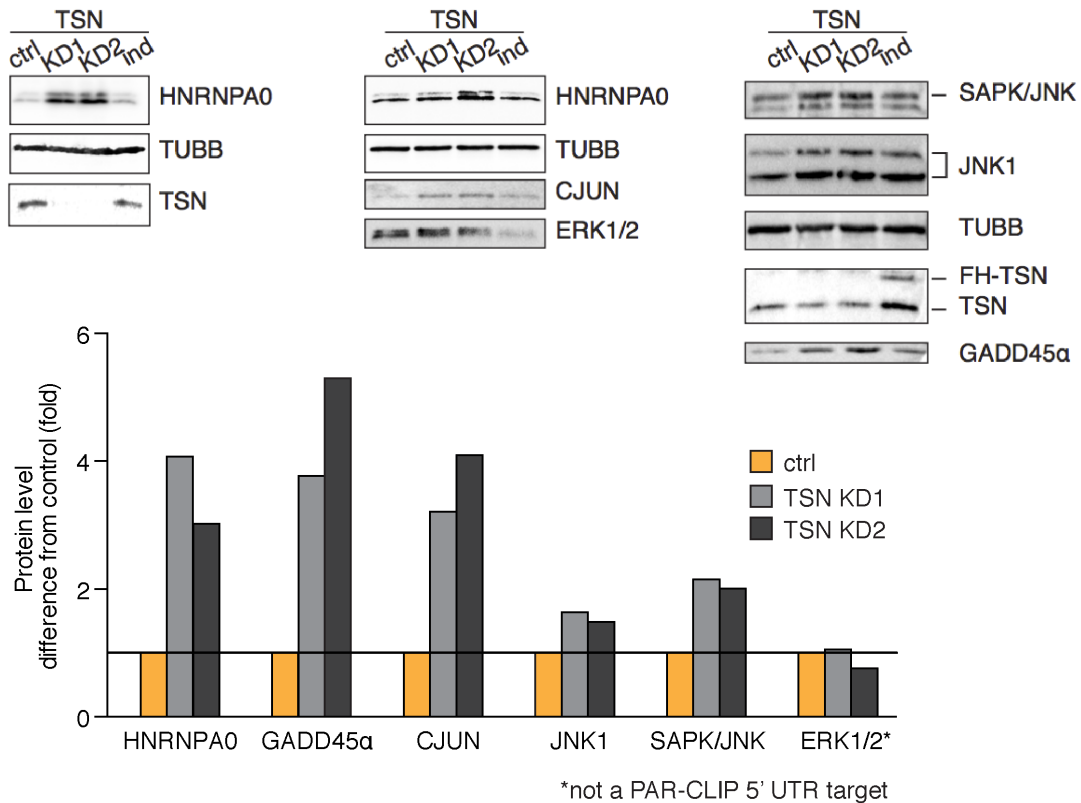 TSN
ctrl KD1 KD2 ind
HNRNPA0
TUBB
TSN
TSN
ctrl KD1 KD2 ind
HNRNPA0
TUBB
CJUN
ERK1/2
TSN
ctrl KD1 KD2 ind
SAPK/JNK
JNK1
TUBB
FH-TSN
TSN
GADD45α
Protein level
difference from control (fold)
6
4
2
0
ctrl
TSN KD1
TSN KD2
HNRNPA0 GADD45α CJUN JNK1 SAPK/JNK ERK1/2*
*not a PAR-CLIP 5’ UTR target